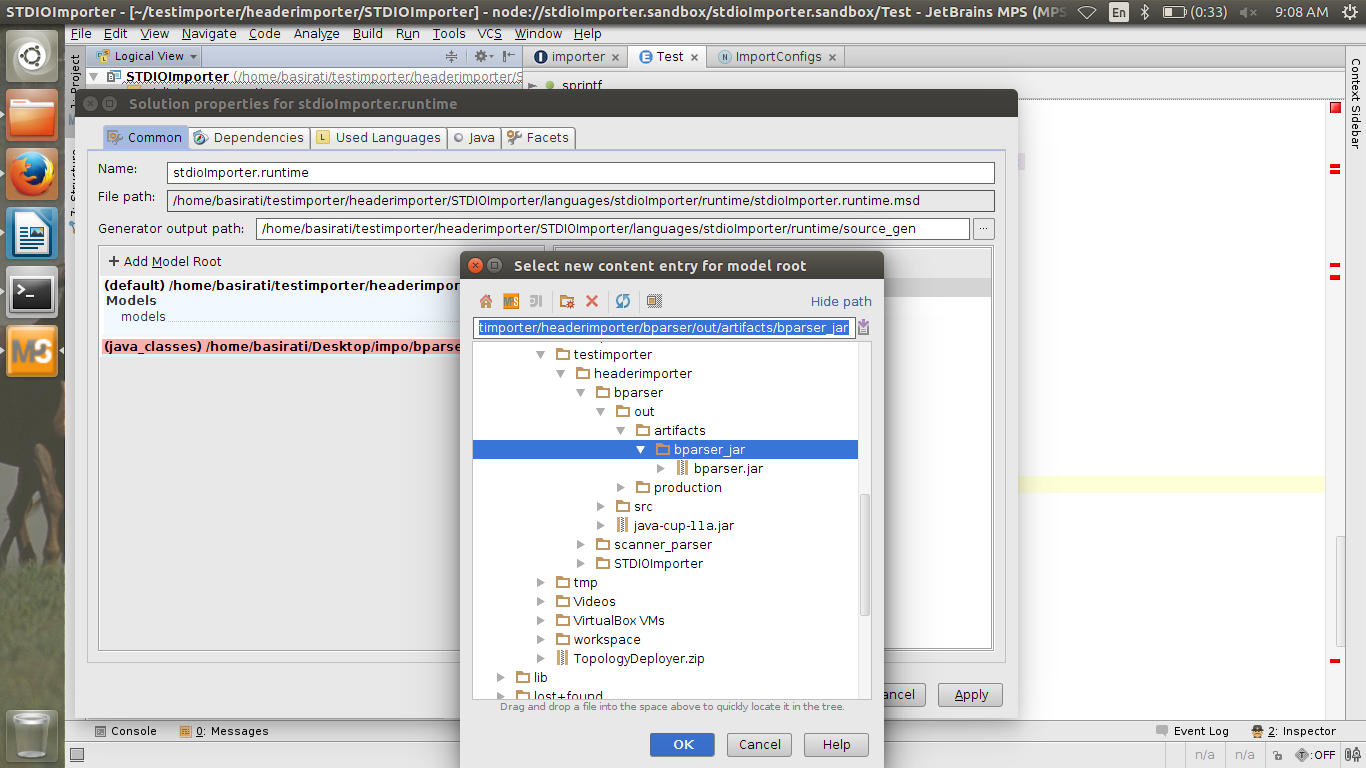 STDIOImporter - [~/testimporter/headerimporter/STDIOImporter] - node://stdioImporter.sandbox/stdioImporter.sandbox/Test - JetBrains MPS (MPS
En
(0:33)
9:08 AM
File Edit View Navigate Code Analyze Build Run Tools VCS Window Help
Logical View
importer
Test
ImportConfigs
Project
Context Sidebar
STDIOImporter (/home/basirati/testimporter/headerimporter/S
sprintf
Solution properties for stdioImporter.runtime
Common
Dependencies
Used Languages
Java
Facets
Name:
stdioImporter.runtime
File path:
/home/basirati/testimporter/headerimporter/STDIOImporter/languages/stdioImporter/runtime/stdioImporter.runtime.msd
Generator output path:
/home/basirati/testimporter/headerimporter/STDIOImporter/languages/stdioImporter/runtime/source_gen
...
+ Add Model Root
(default) /home/basirati/testimporter/headerimpor
Models
models
(java_classes) /home/basirati/Desktop/impo/bparse
Select new content entry for model root
Hide path
timporter/headerimporter/bparser/out/artifacts/bparser_jar
testimporter
headerimporter
bparser
out
artifacts
bparser_jar
bparser.jar
production
src
java-cup-11a.jar
scanner_parser
STDIOImporter
tmp
Videos
VirtualBox VMs
workspace
TopologyDeployer.zip
lib
lost+found
Drag and drop a file into the space above to quickly locate it in the tree.
OK
Cancel
Help
ancel
Apply
Console
0: Messages
Event Log
2: Inspector
n/a
n/a
T:OFF